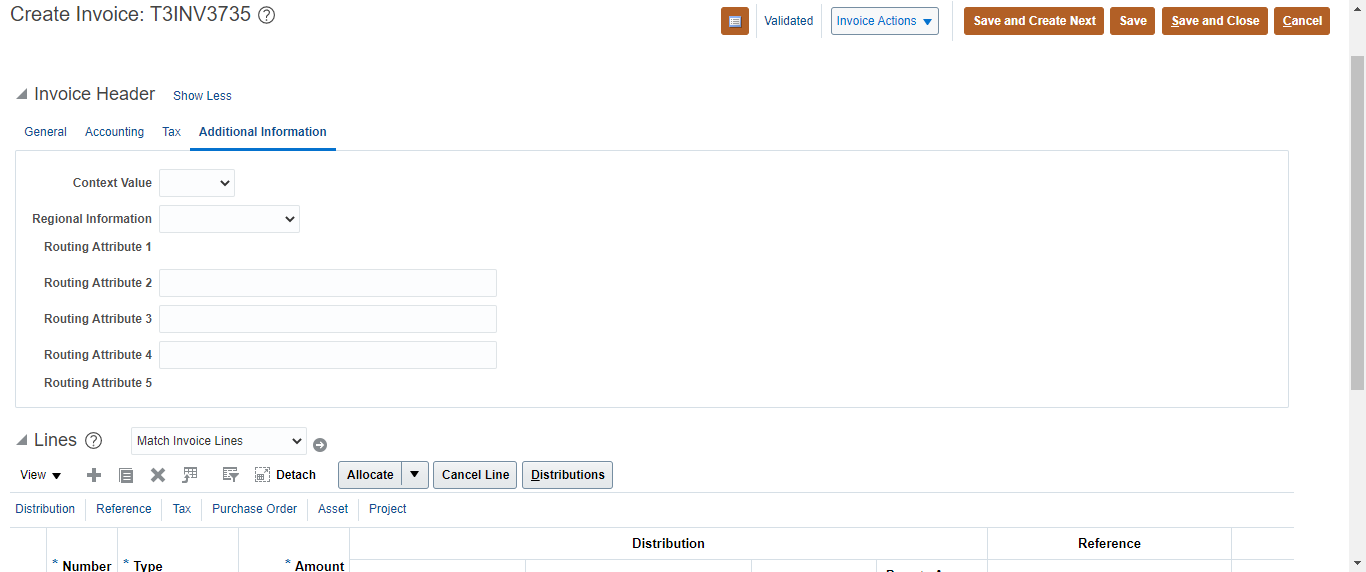 Create Invoice: T3INV3735 ?
Validated
Invoice Actions
Save and Create Next
Save
Save and Close
Cancel
Invoice Header Show Less
General Accounting Tax Additional Information
Context Value
Regional Information
Routing Attribute 1
Routing Attribute 2
Routing Attribute 3
Routing Attribute 4
Routing Attribute 5
Lines ? Match Invoice Lines
View Detach Allocate Cancel Line Distributions
Distribution Reference Tax Purchase Order Asset Project
Distribution Reference
* Number * Type * Amount